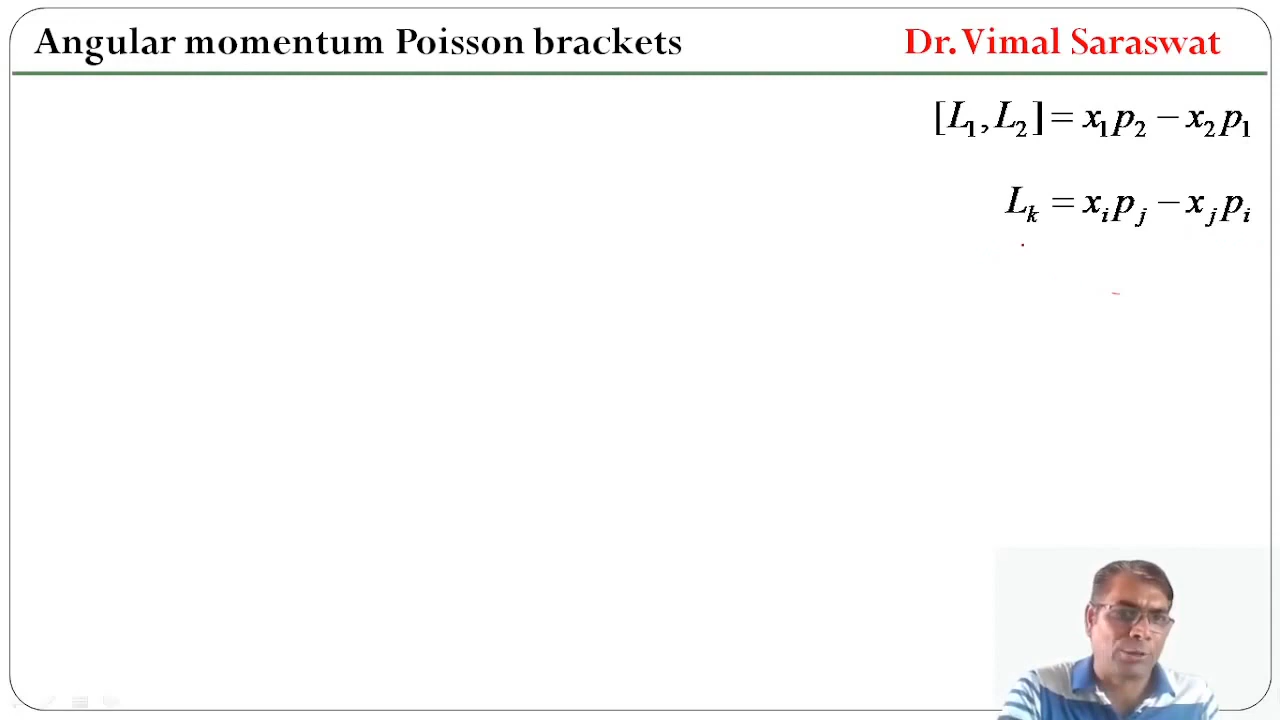 Angular momentum Poisson brackets Dr. Vimal Saraswat
[L₁, L₂] = x₁p₂ − x₂p₁
Lₖ = xᵢpⱼ − xⱼpᵢ